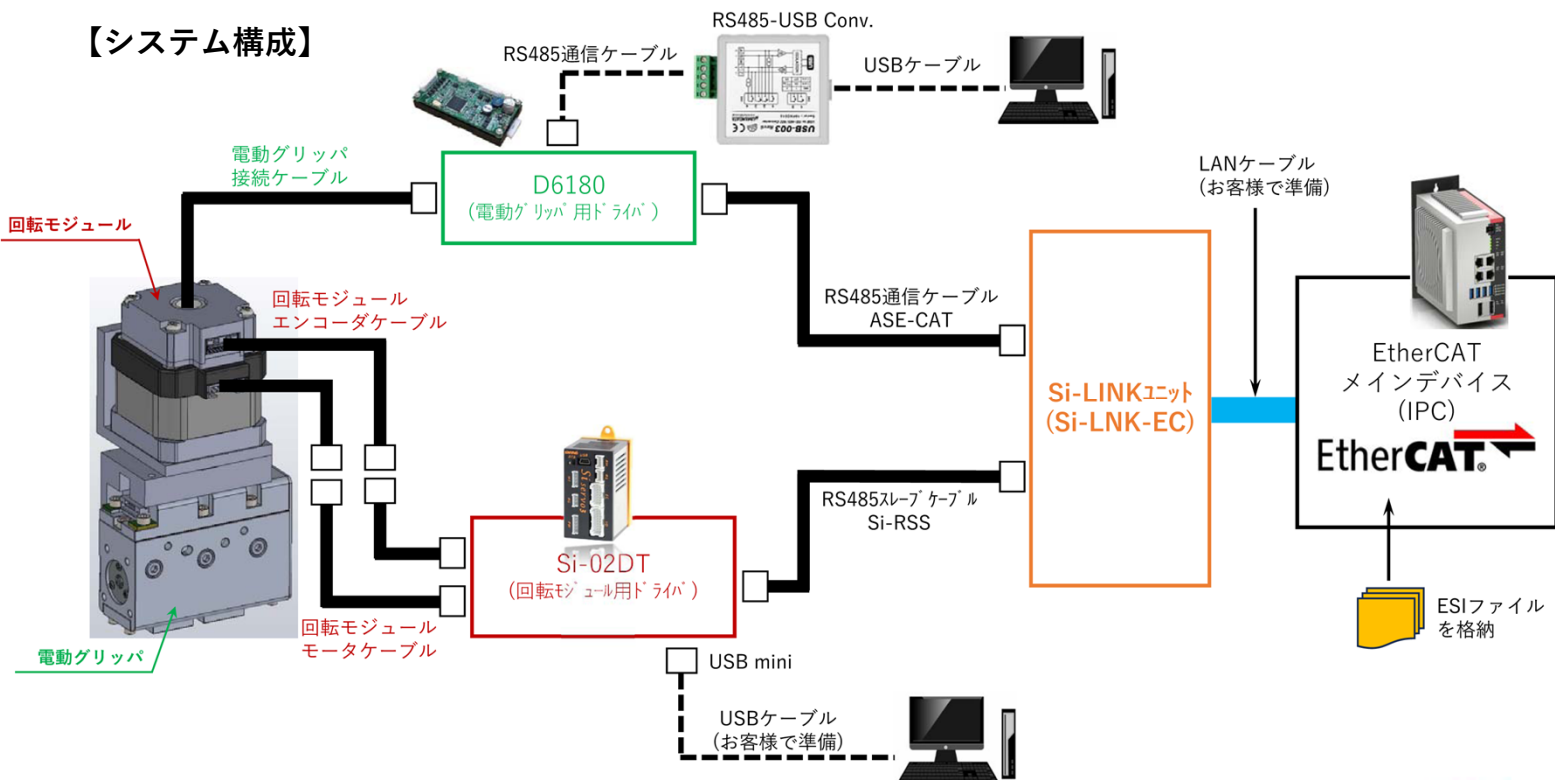 【システム構成】
RS485-USB Conv.
RS485通信ケーブル
USBケーブル
USB-003
電動グリッパ
接続ケーブル
D6180
(電動ｸﾞﾘｯﾊﾟ用ﾄﾞﾗｲﾊﾞ)
LANケーブル
(お客様で準備)
回転モジュール
回転モジュール
エンコーダケーブル
RS485通信ケーブル
ASE-CAT
EtherCAT
メインデバイス
(IPC)
EtherCAT®
Si-LINKﾕﾆｯﾄ
(Si-LNK-EC)
Si servo3
RS485ｽﾚｰﾌﾞｹｰﾌﾞﾙ
Si-RSS
Si-02DT
(回転ﾓｼﾞｭｰﾙ用ﾄﾞﾗｲﾊﾞ)
ESIファイル
を格納
回転モジュール
モータケーブル
電動グリッパ
USB mini
USBケーブル
(お客様で準備)